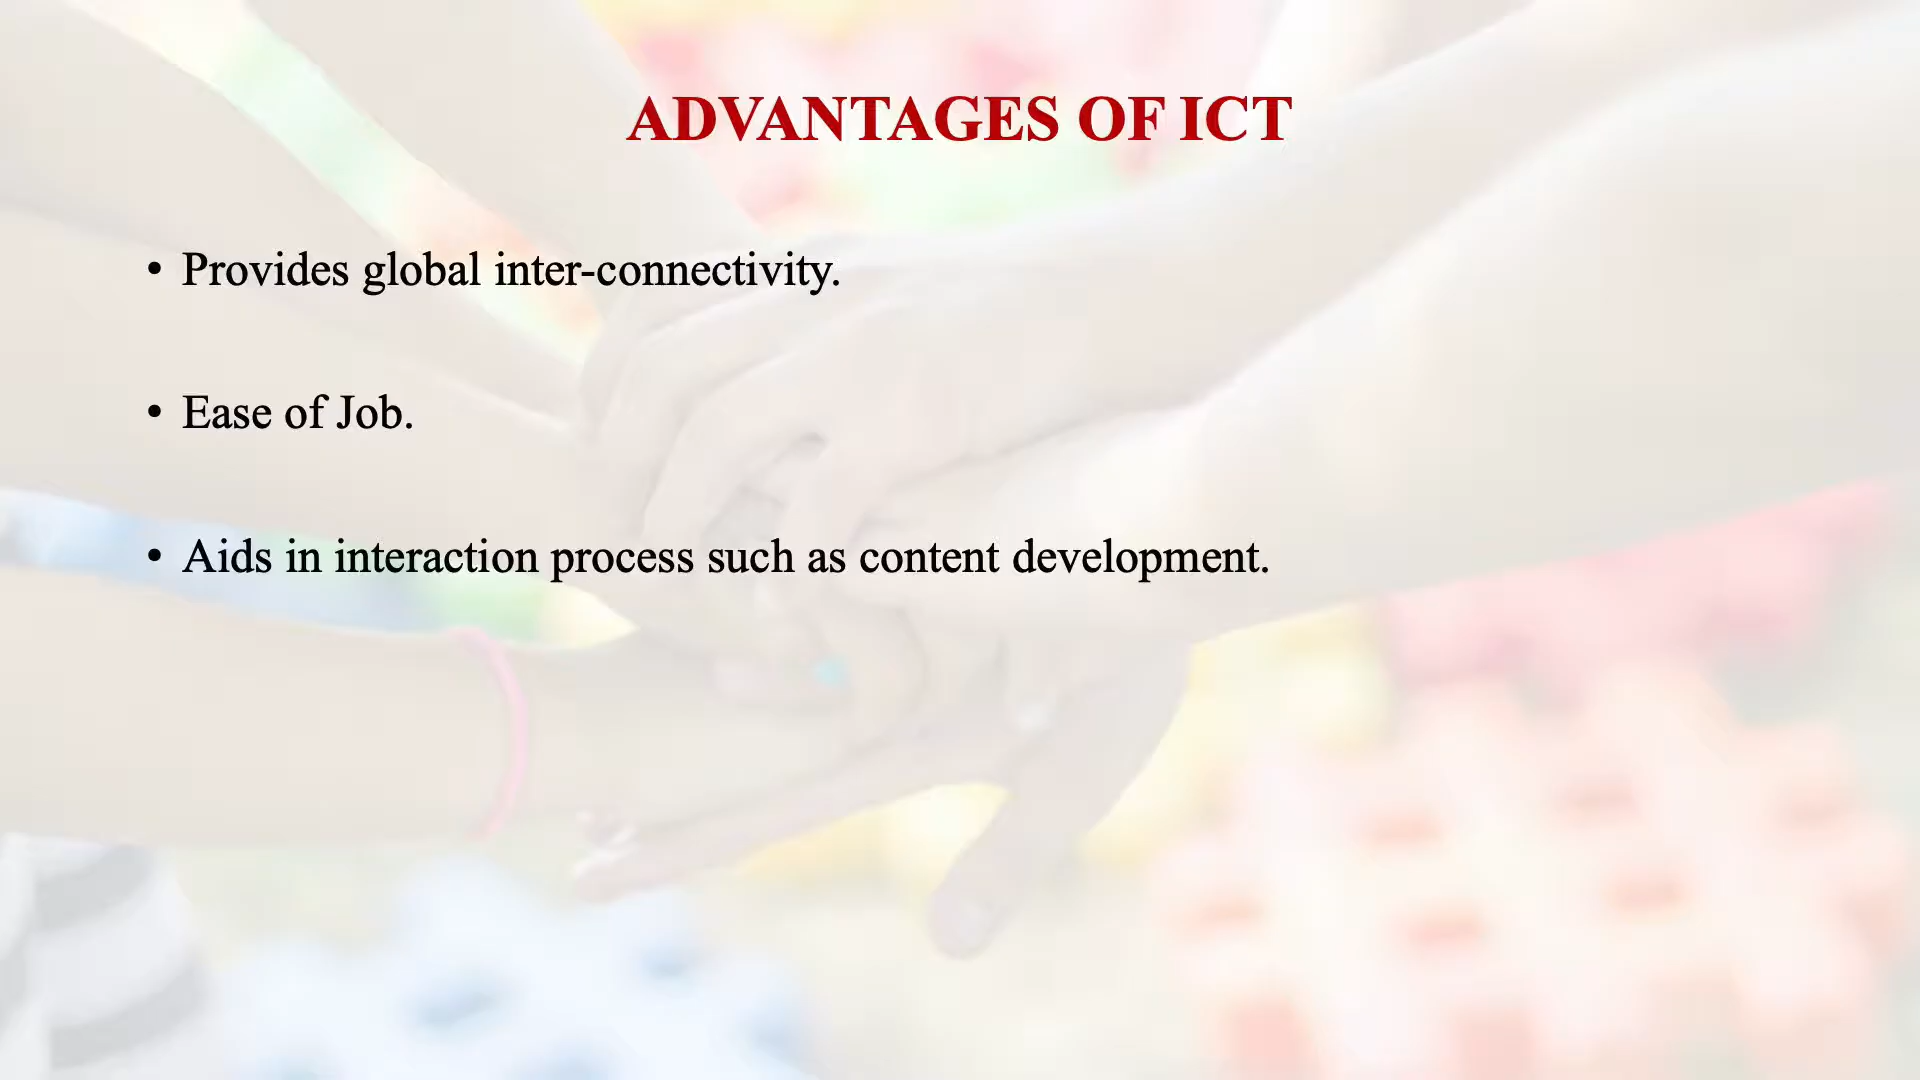 ADVANTAGES OF ICT
• Provides global inter-connectivity.
• Ease of Job.
• Aids in interaction process such as content development.